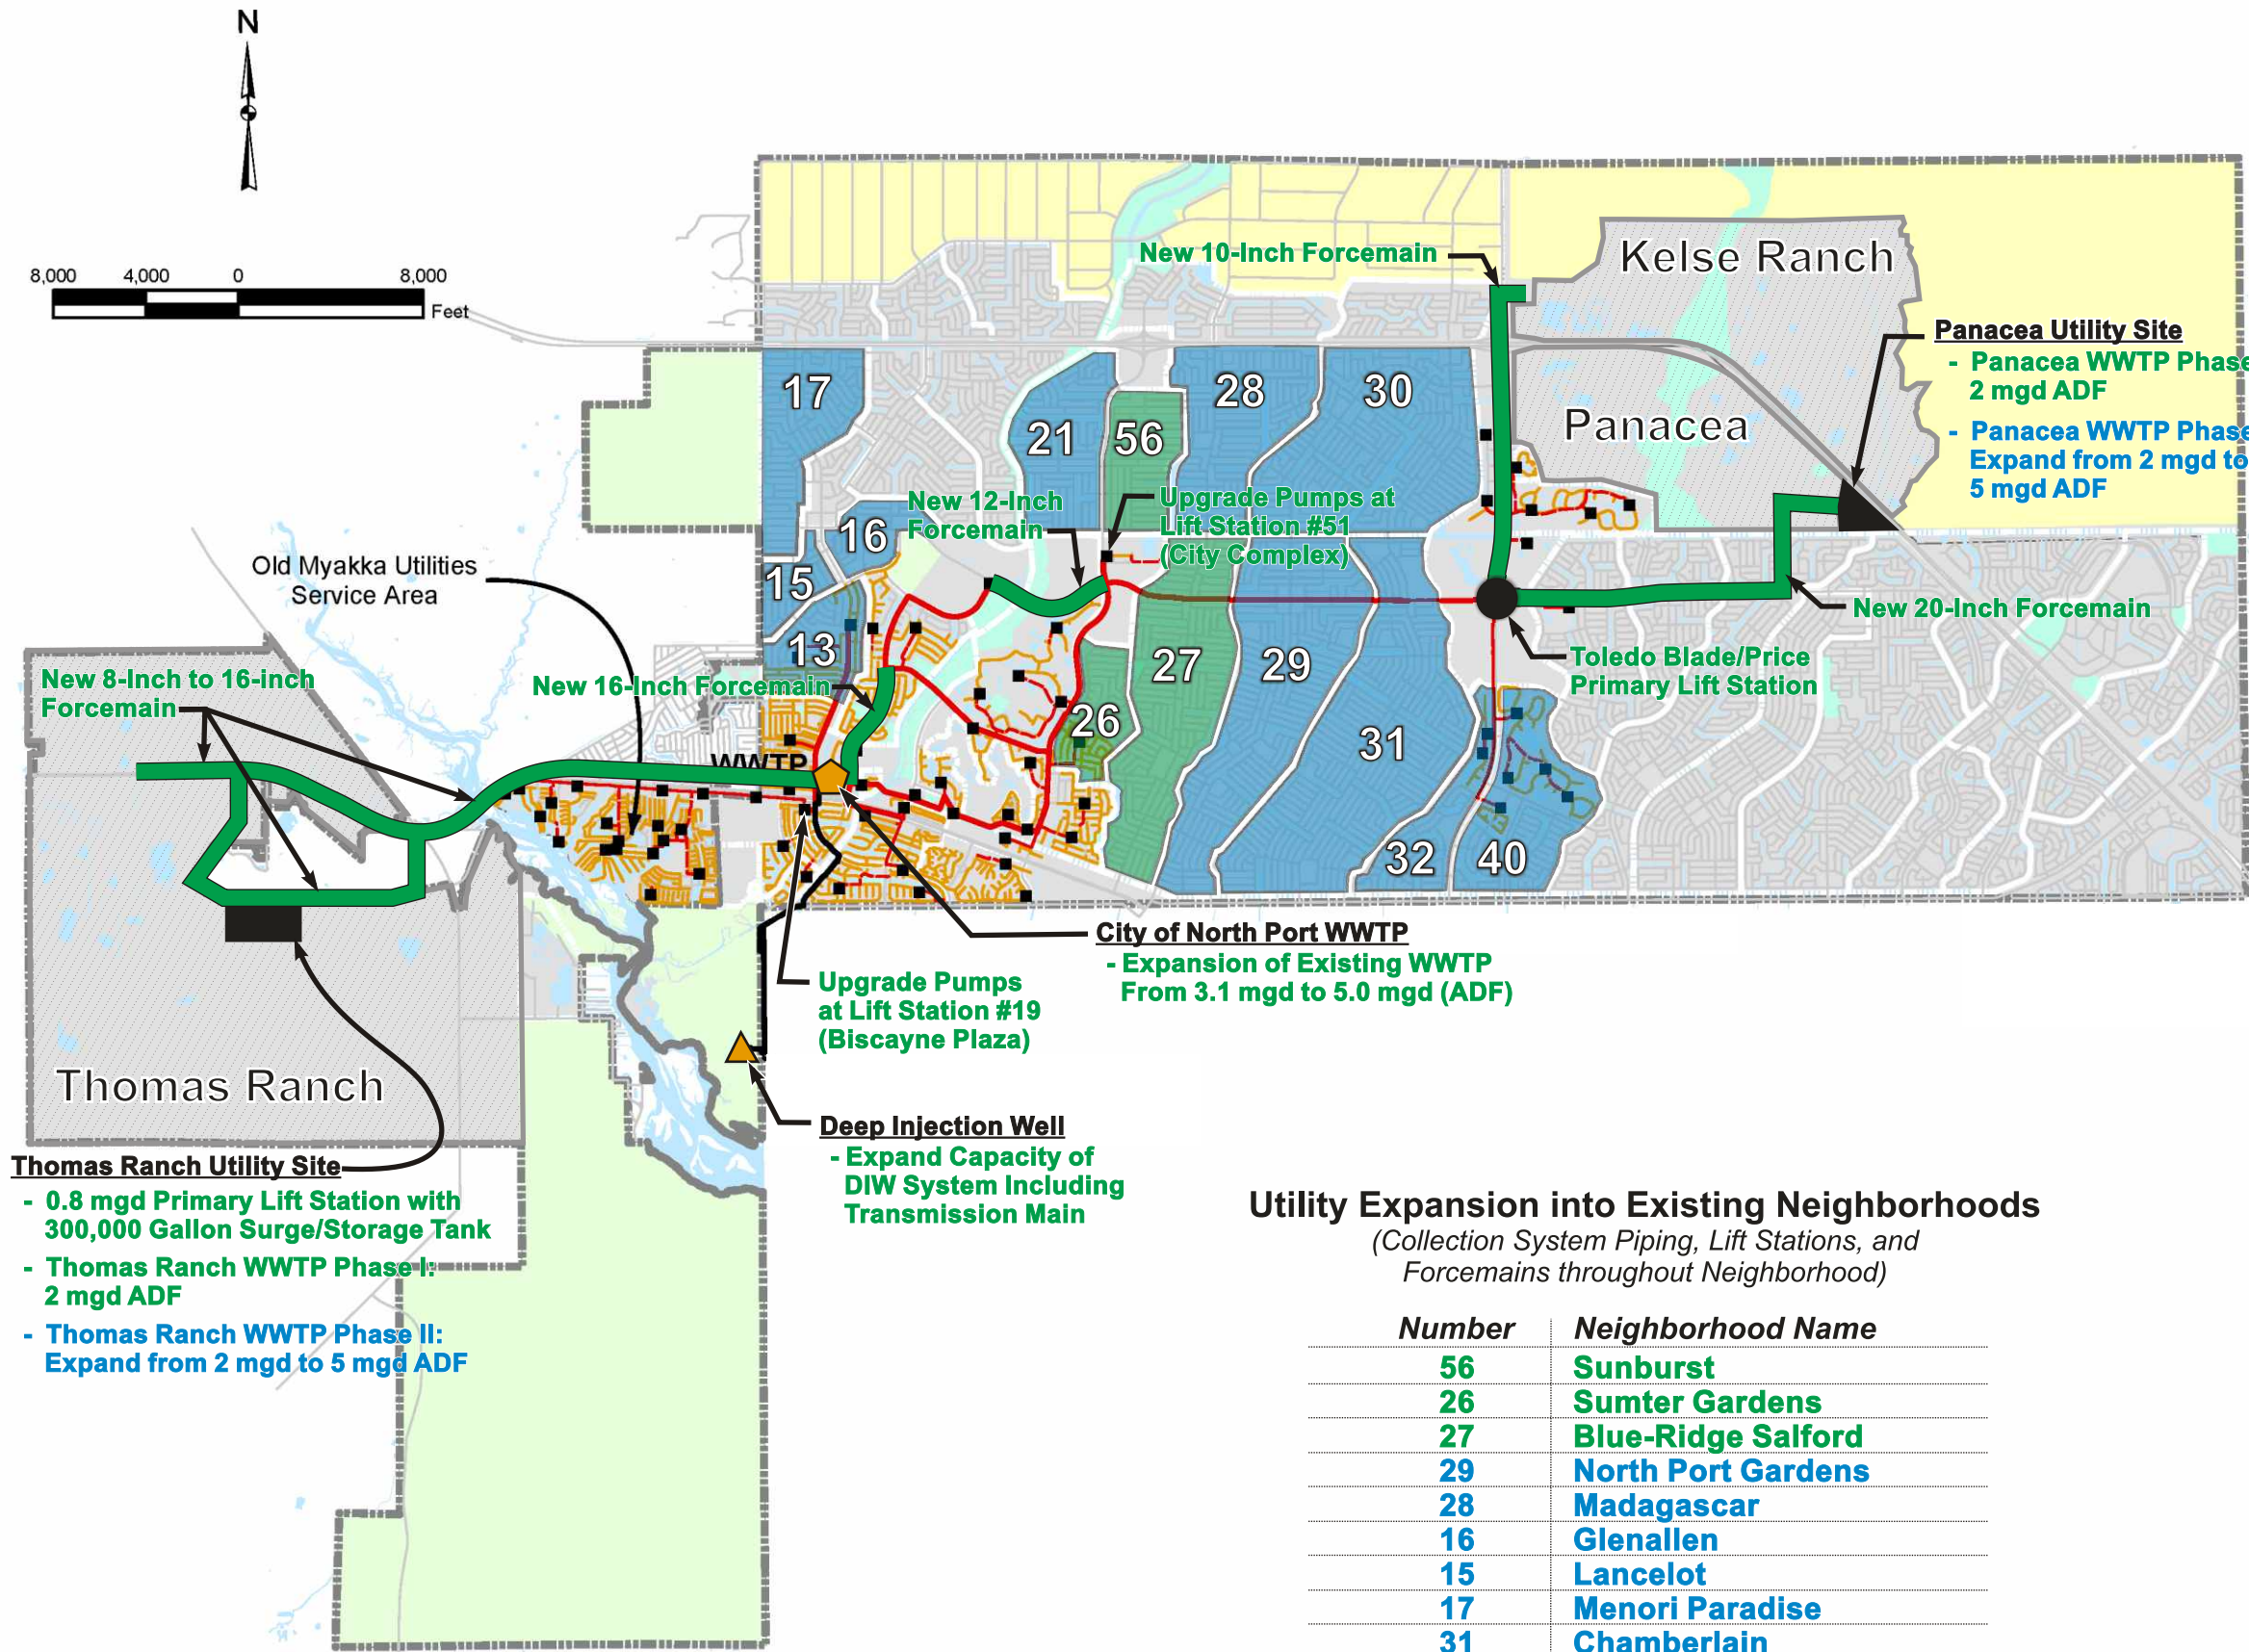 N
8,000 4,000 0 8,000
Feet
New 10-Inch Forcemain
Kelse Ranch
Panacea Utility Site
- Panacea WWTP Phase
2 mgd ADF
- Panacea WWTP Phase
Expand from 2 mgd to
5 mgd ADF
Panacea
17
21
56
28
30
New 12-Inch
Forcemain
Upgrade Pumps at
Lift Station #51
(City Complex)
16
15
13
Old Myakka Utilities
Service Area
New 20-Inch Forcemain
Toledo Blade/Price
Primary Lift Station
New 8-Inch to 16-inch
Forcemain
New 16-Inch Forcemain
27
29
26
31
WWTP
32
40
City of North Port WWTP
- Expansion of Existing WWTP
From 3.1 mgd to 5.0 mgd (ADF)
Upgrade Pumps
at Lift Station #19
(Biscayne Plaza)
Thomas Ranch
Deep Injection Well
- Expand Capacity of
DIW System Including
Transmission Main
Thomas Ranch Utility Site
- 0.8 mgd Primary Lift Station with
300,000 Gallon Surge/Storage Tank
- Thomas Ranch WWTP Phase I:
2 mgd ADF
- Thomas Ranch WWTP Phase II:
Expand from 2 mgd to 5 mgd ADF
Utility Expansion into Existing Neighborhoods
(Collection System Piping, Lift Stations, and
Forcemains throughout Neighborhood)
Number Neighborhood Name
56 Sunburst
26 Sumter Gardens
27 Blue-Ridge Salford
29 North Port Gardens
28 Madagascar
16 Glenallen
15 Lancelot
17 Menori Paradise
31 Chamberlain